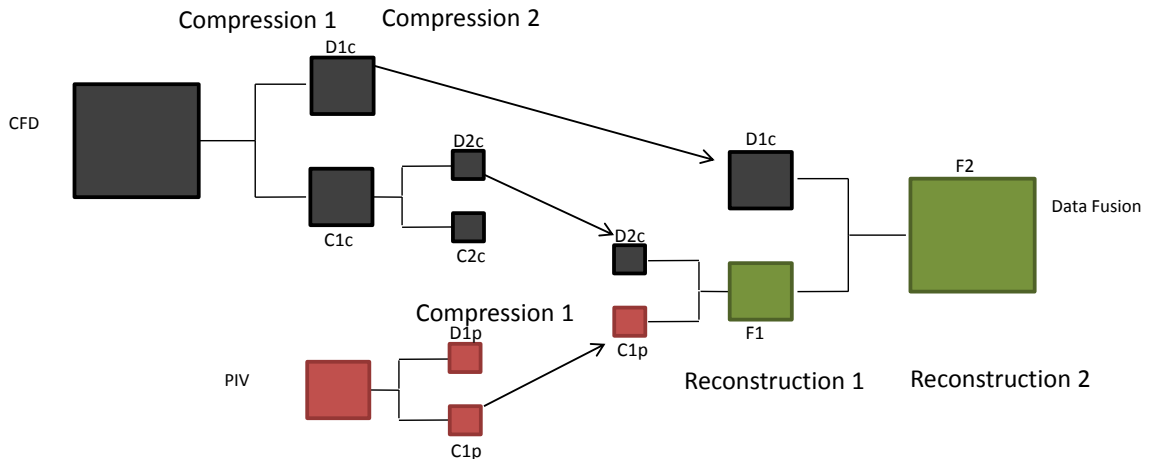 Compression 1
Compression 2
D1c
CFD
D2c
D1c
F2
Data Fusion
C1c
C2c
D2c
Compression 1
D1p
F1
C1p
PIV
Reconstruction 1
Reconstruction 2
C1p